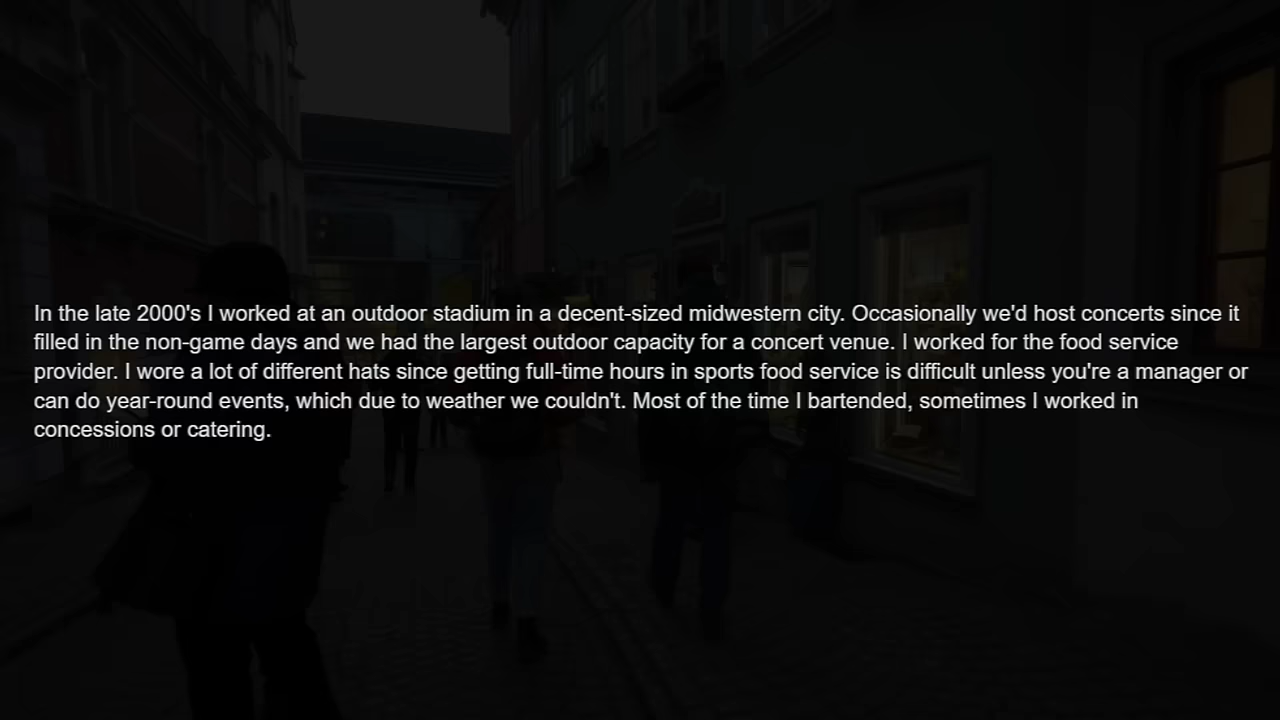 In the late 2000's I worked at an outdoor stadium in a decent-sized midwestern city. Occasionally we'd host concerts since it
filled in the non-game days and we had the largest outdoor capacity for a concert venue. I worked for the food service
provider. I wore a lot of different hats since getting full-time hours in sports food service is difficult unless you're a manager or
can do year-round events, which due to weather we couldn't. Most of the time I bartended, sometimes I worked in
concessions or catering.